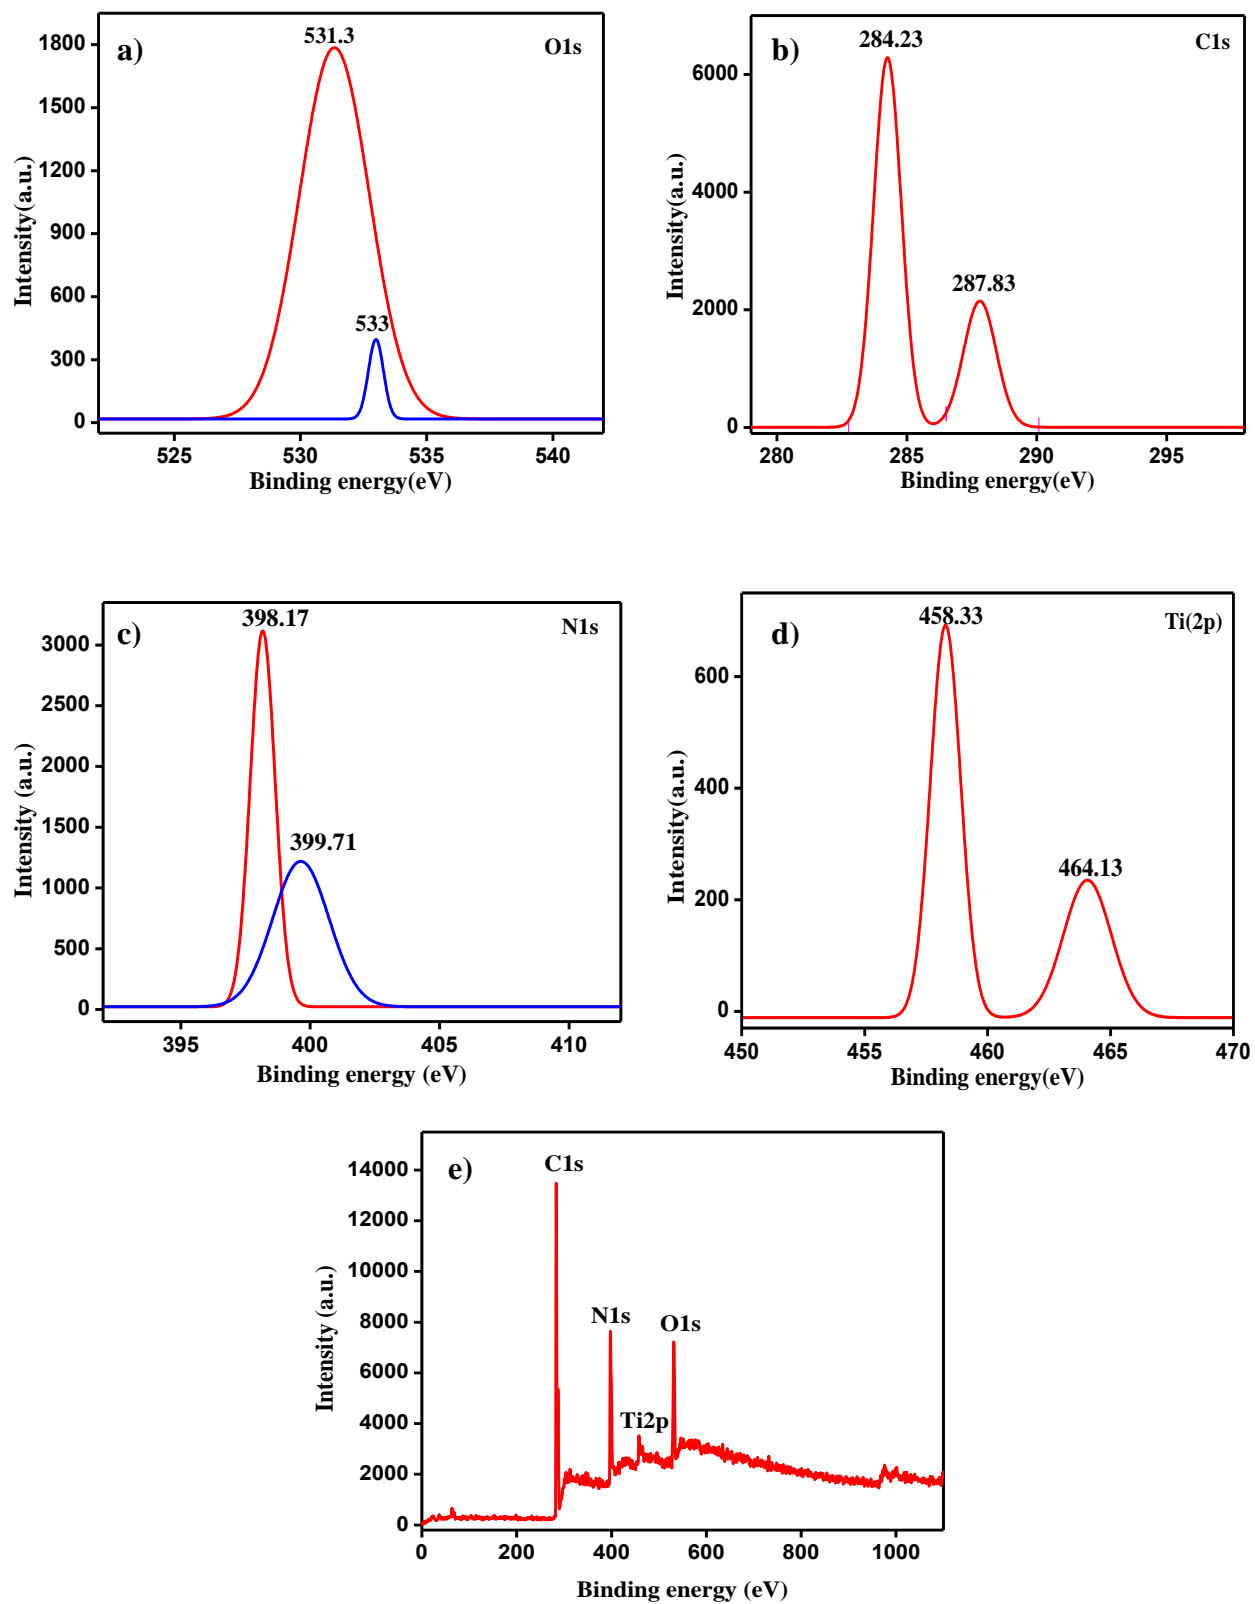 a)
O1s
531.3
533
1800
1500
1200
900
600
300
0
525
530
535
540
Intensity(a.u.)
Binding energy(eV)
b)
C1s
284.23
287.83
6000
4000
2000
0
280
285
290
295
Intensity(a.u.)
Binding energy(eV)
c)
N1s
398.17
399.71
3000
2500
2000
1500
1000
500
0
395
400
405
410
Intensity (a.u.)
Binding energy (eV)
d)
Ti(2p)
458.33
464.13
600
400
200
0
450
455
460
465
470
Intensity(a.u.)
Binding energy(eV)
e)
C1s
N1s
O1s
Ti2p
14000
12000
10000
8000
6000
4000
2000
0
0
200
400
600
800
1000
Intensity (a.u.)
Binding energy (eV)